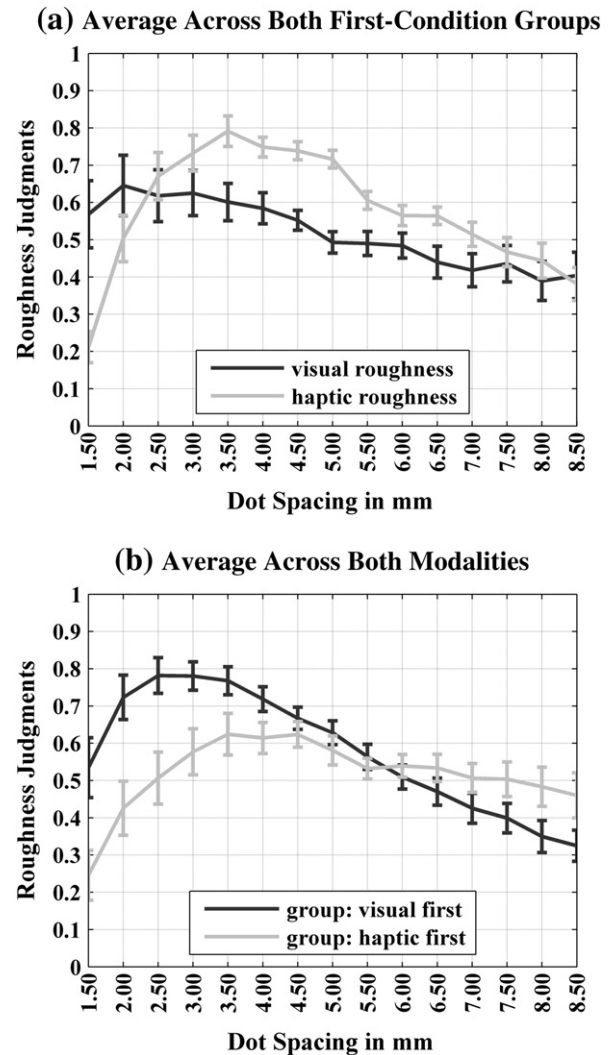 (a) Average Across Both First-Condition Groups
1
0.9
0.8
0.7
0.6
0.5
0.4
0.3
0.2
0.1
0
Roughness Judgments
visual roughness
haptic roughness
1.50 2.00 2.50 3.00 3.50 4.00 4.50 5.00 5.50 6.00 6.50 7.00 7.50 8.00 8.50
Dot Spacing in mm
(b) Average Across Both Modalities
1
0.9
0.8
0.7
0.6
0.5
0.4
0.3
0.2
0.1
0
Roughness Judgments
group: visual first
group: haptic first
1.50 2.00 2.50 3.00 3.50 4.00 4.50 5.00 5.50 6.00 6.50 7.00 7.50 8.00 8.50
Dot Spacing in mm